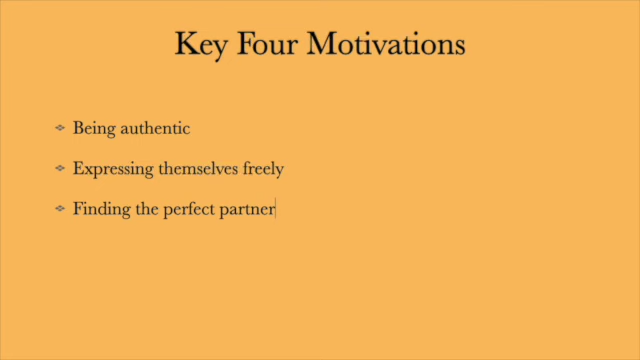 Key Four Motivations
Being authentic
Expressing themselves freely
Finding the perfect partner